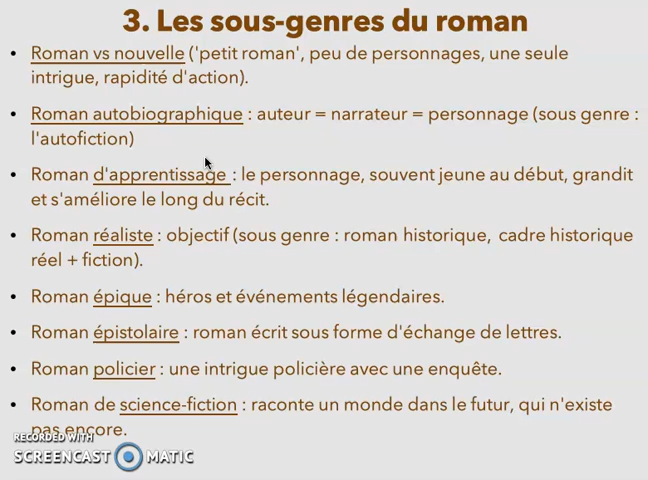 3. Les sous-genres du roman
• Roman vs nouvelle ('petit roman', peu de personnages, une seule
intrigue, rapidité d'action).
• Roman autobiographique : auteur = narrateur = personnage (sous genre :
l'autofiction)
• Roman d'apprentissage : le personnage, souvent jeune au début, grandit
et s'améliore le long du récit.
• Roman réaliste : objectif (sous genre : roman historique, cadre historique
réel + fiction).
• Roman épique : héros et événements légendaires.
• Roman épistolaire : roman écrit sous forme d'échange de lettres.
• Roman policier : une intrigue policière avec une enquête.
• Roman de science-fiction : raconte un monde dans le futur, qui n'existe
pas encore.
RECORDED WITH
SCREENCAST MATIC